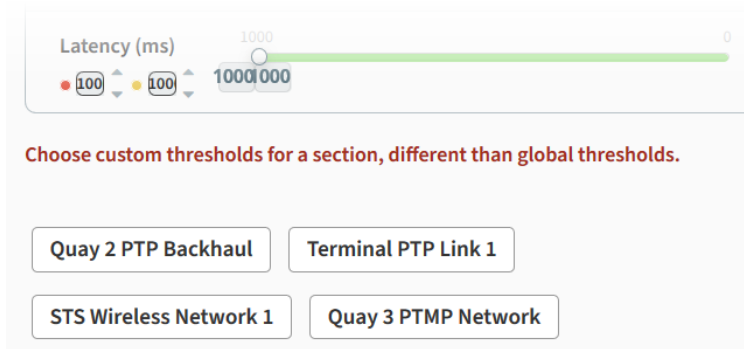 Latency (ms)
1000
0
100
100
1000
1000
Choose custom thresholds for a section, different than global thresholds.
Quay 2 PTP Backhaul
Terminal PTP Link 1
STS Wireless Network 1
Quay 3 PTMP Network